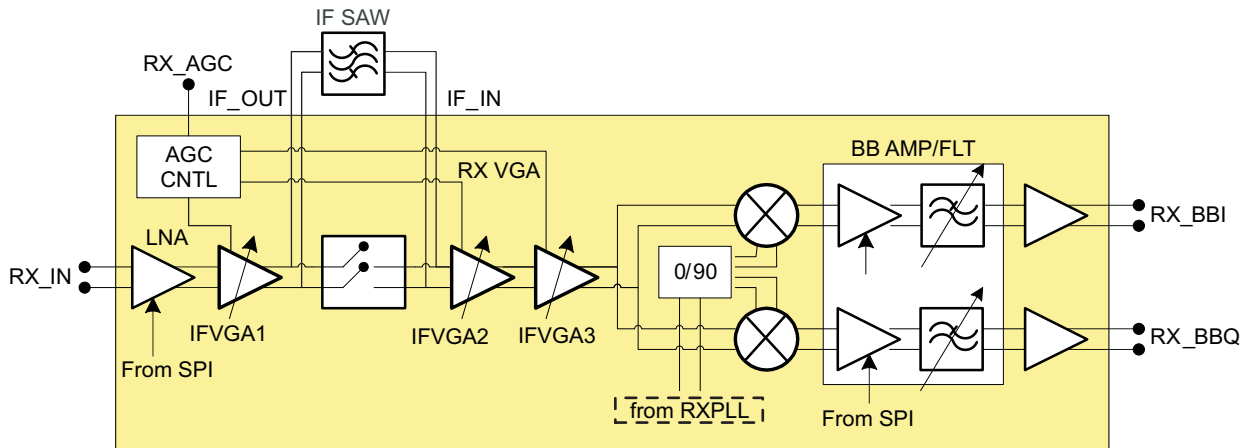 IF SAW
RX_AGC
IF_OUT
IF_IN
AGC
CNTL
RX VGA
BB AMP/FLT
LNA
RX_BBI
RX_IN
0/90
IFVGA1
IFVGA2
IFVGA3
RX_BBQ
From SPI
from RXPLL
From SPI